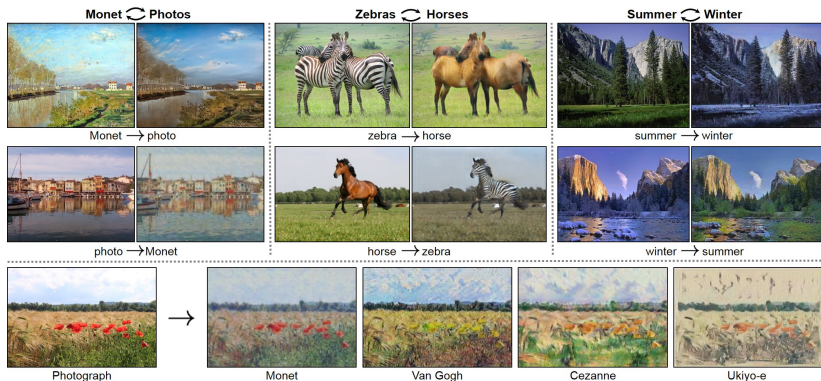 Monet ⇄ Photos
Zebras ⇄ Horses
Summer ⇄ Winter
Monet → photo
zebra → horse
summer → winter
photo → Monet
horse → zebra
winter → summer
Photograph
Monet
Van Gogh
Cezanne
Ukiyo-e